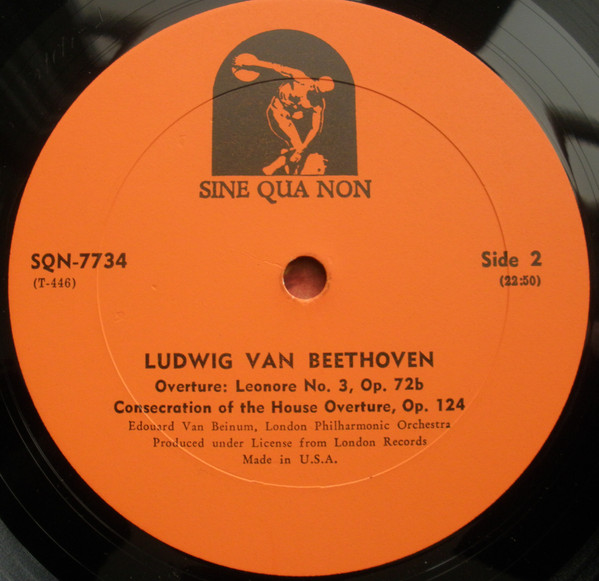 SINE QUA NON
SQN-7734
(T-446)
Side 2
(22:50)
LUDWIG VAN BEETHOVEN
Overture: Leonore No. 3, Op. 72b
Consecration of the House Overture, Op. 124
Edouard Van Beinum, London Philharmonic Orchestra
Produced under License from London Records
Made in U.S.A.